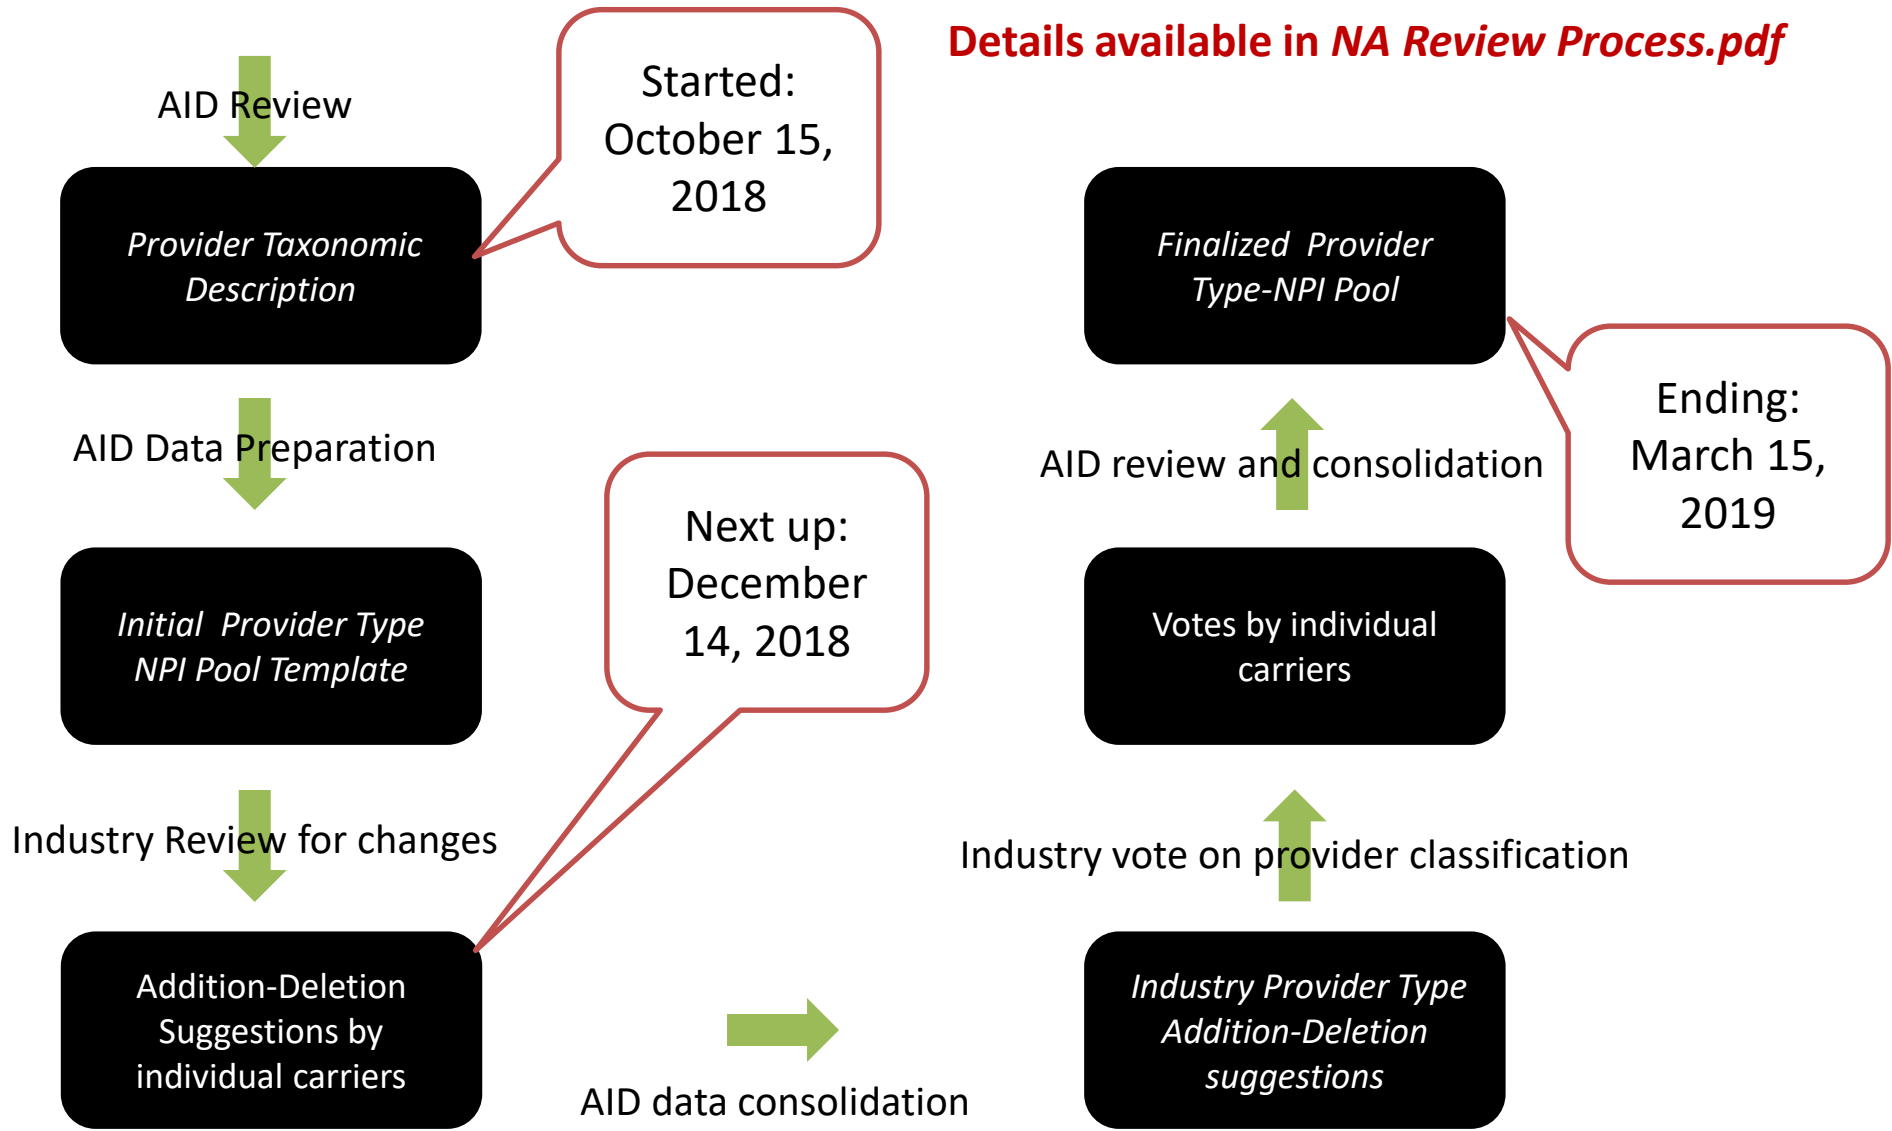 Details available in NA Review Process.pdf
AID Review
Started:
October 15,
2018
Provider Taxonomic
Description
AID Data Preparation
Initial Provider Type
NPI Pool Template
Next up:
December
14, 2018
Industry Review for changes
Addition-Deletion
Suggestions by
individual carriers
AID data consolidation
Industry Provider Type
Addition-Deletion
suggestions
Industry vote on provider classification
Votes by individual
carriers
AID review and consolidation
Finalized Provider
Type-NPI Pool
Ending:
March 15,
2019